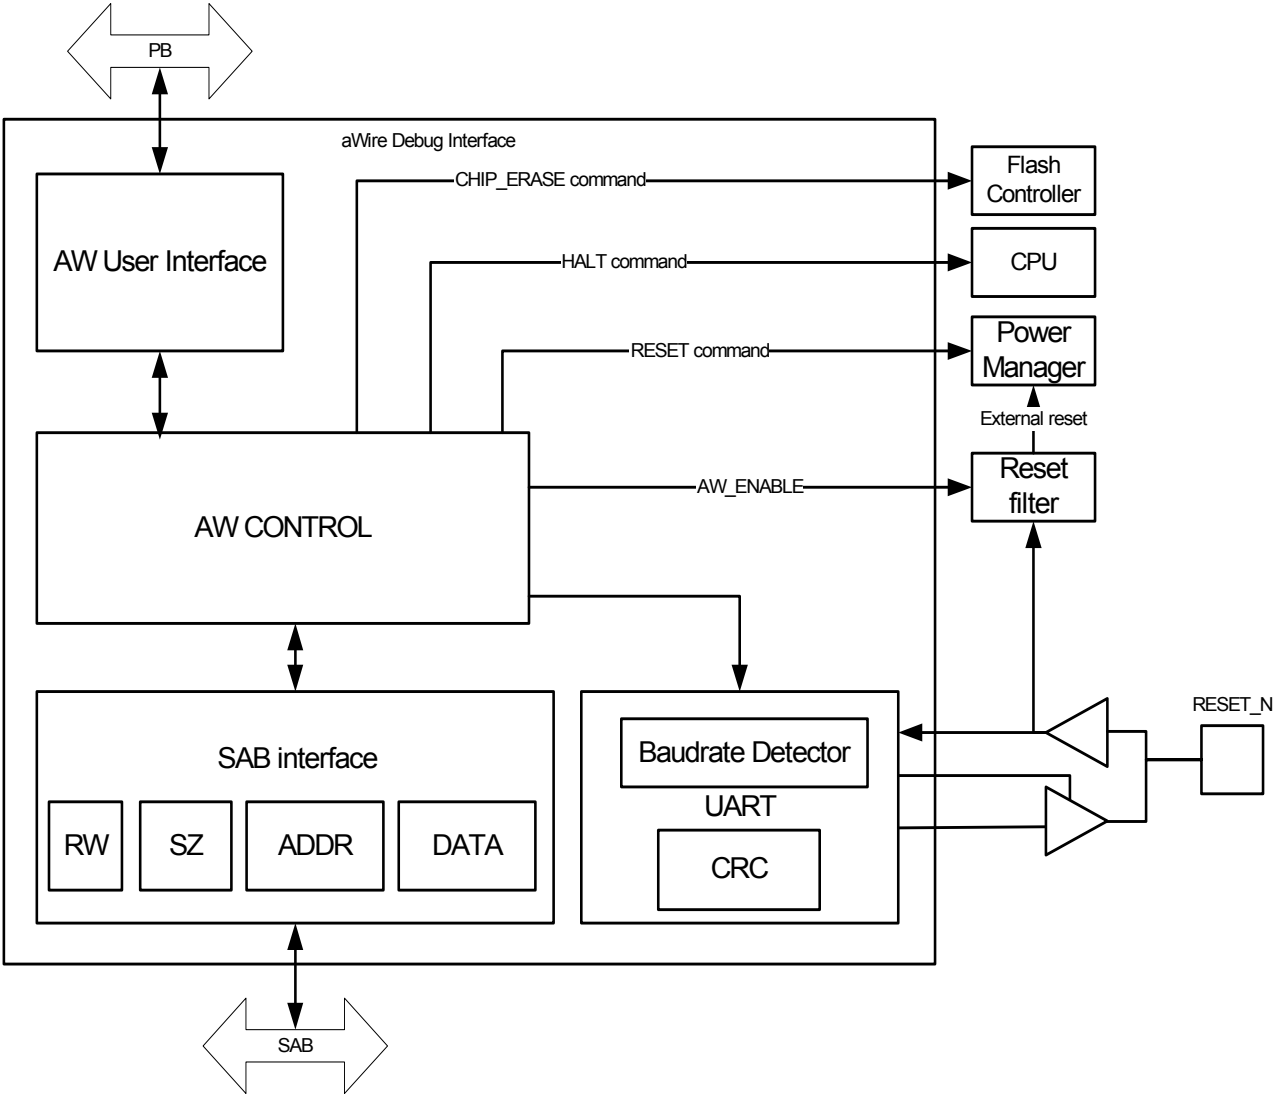 PB
aWire Debug Interface
CHIP_ERASE command
Flash
Controller
AW User Interface
HALT command
CPU
RESET command
Power
Manager
External reset
AW_ENABLE
Reset
filter
AW CONTROL
RESET_N
SAB interface
Baudrate Detector
UART
RW
SZ
ADDR
DATA
CRC
SAB